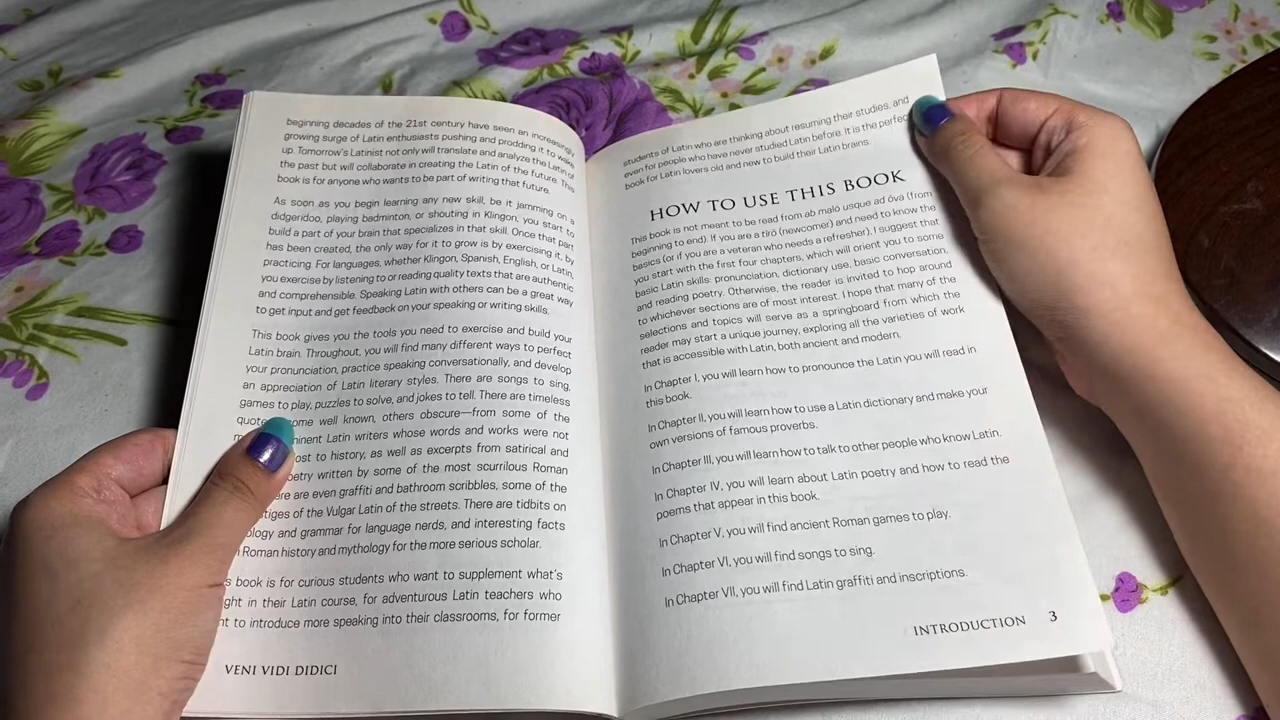 beginning decades of the 21st century have seen an increasingly
growing surge of Latin enthusiasts pushing and prodding it to wake
up. Tomorrow's Latinist not only will translate and analyze the Latin of
the past but will collaborate in creating the Latin of the future. This
book is for anyone who wants to be part of writing that future.
As soon as you begin learning any new skill, be it jamming on a
didgeridoo, playing badminton, or shouting in Klingon, you start to
build a part of your brain that specializes in that skill. Once that part
has been created, the only way for it to grow is by exercising it, by
practicing. For languages, whether Klingon, Spanish, English, or Latin,
you exercise by listening to or reading quality texts that are authentic
and comprehensible. Speaking Latin with others can be a great way
to get input and get feedback on your speaking or writing skills.
This book gives you the tools you need to exercise and build your
Latin brain. Throughout, you will find many different ways to perfect
your pronunciation, practice speaking conversationally, and develop
an appreciation of Latin literary styles. There are songs to sing,
games to play, puzzles to solve, and jokes to tell. There are timeless
some well known, others obscure—from some of the
Latin writers whose words and works were not
to history, as well as excerpts from satirical and
written by some of the most scurrilous Roman
are even graffiti and bathroom scribbles, some of the
of the Vulgar Latin of the streets. There are tidbits on
and grammar for language nerds, and interesting facts
Roman history and mythology for the more serious scholar.
book is for curious students who want to supplement what's
in their Latin course, for adventurous Latin teachers who
to introduce more speaking into their classrooms, for former
VENI VIDI DIDICI
students of Latin who are thinking about resuming their studies, and
even for people who have never studied Latin before. It is the perfect
book for Latin lovers old and new to build their Latin brains.
HOW TO USE THIS BOOK
This book is not meant to be read from ab malō usque ad ōva (from
beginning to end). If you are a tīrō (newcomer) and need to know the
basics (or if you are a veteran who needs a refresher), I suggest that
you start with the first four chapters, which will orient you to some
basic Latin skills: pronunciation, dictionary use, basic conversation,
and reading poetry. Otherwise, the reader is invited to hop around
to whichever sections are of most interest. I hope that many of the
selections and topics will serve as a springboard from which the
reader may start a unique journey, exploring all the varieties of work
that is accessible with Latin, both ancient and modern.
In Chapter I, you will learn how to pronounce the Latin you will read in
this book.
In Chapter II, you will learn how to use a Latin dictionary and make your
own versions of famous proverbs.
In Chapter III, you will learn how to talk to other people who know Latin.
In Chapter IV, you will learn about Latin poetry and how to read the
poems that appear in this book.
In Chapter V, you will find ancient Roman games to play.
In Chapter VI, you will find songs to sing.
In Chapter VII, you will find Latin graffiti and inscriptions.
INTRODUCTION 3